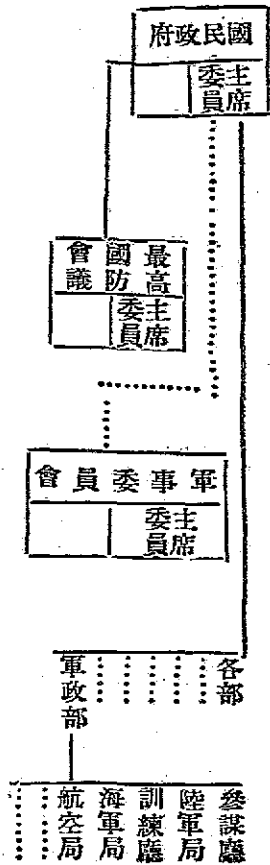 國民政府
主席
委員
最高
國防
會議
主席
委員
軍事委員會
主席
委員
各部
軍政部
參謀廳
陸軍局
訓練廳
海軍局
航空局